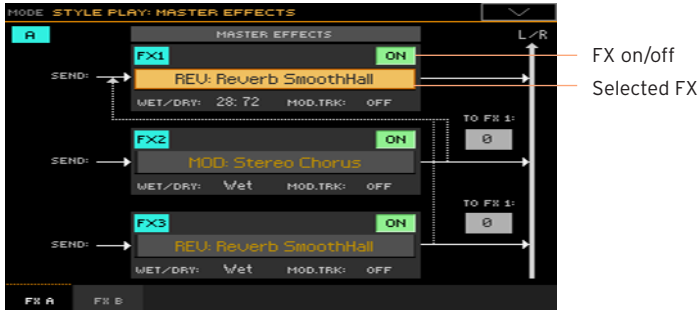 MODE STYLE PLAY: MASTER EFFECTS
A MASTER EFFECTS L/R
FX1 ON FX on/off
SEND: REV: Reverb SmoothHall Selected FX
WET/DRY: 28: 72 MOD.TRK: OFF
TO FX 1:
FX2 ON 0
SEND: MOD: Stereo Chorus
WET/DRY: Wet MOD.TRK: OFF
TO FX 1:
FX3 ON 0
SEND: REV: Reverb SmoothHall
WET/DRY: Wet MOD.TRK: OFF
FX A FX B